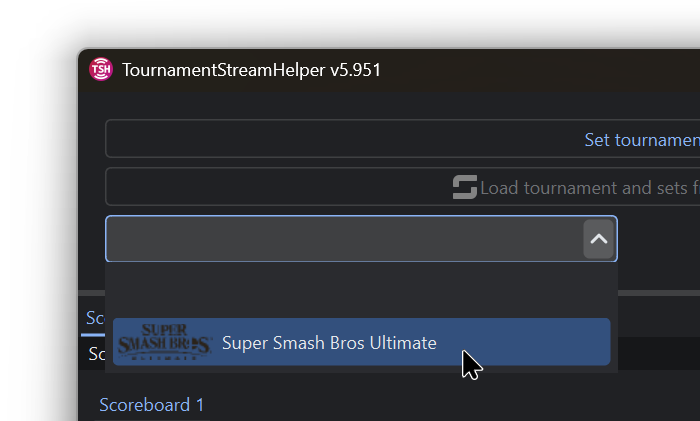 TSH TournamentStreamHelper v5.951
Set tournamen
Load tournament and sets f
SUPER
SMASH BROS.
ULTIMATE
Super Smash Bros Ultimate
Sc
Sc
Scoreboard 1